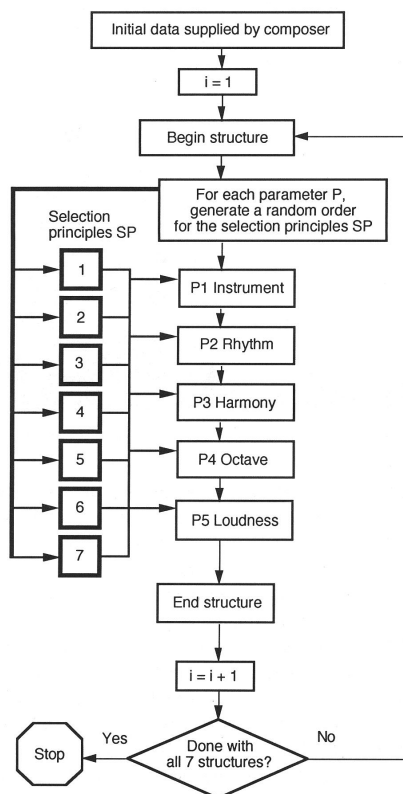 Initial data supplied by composer
i = 1
Begin structure
For each parameter P,
generate a random order
for the selection principles SP
Selection
principles SP
1
2
3
4
5
6
7
P1 Instrument
P2 Rhythm
P3 Harmony
P4 Octave
P5 Loudness
End structure
i = i + 1
Done with
all 7 structures?
Yes
No
Stop